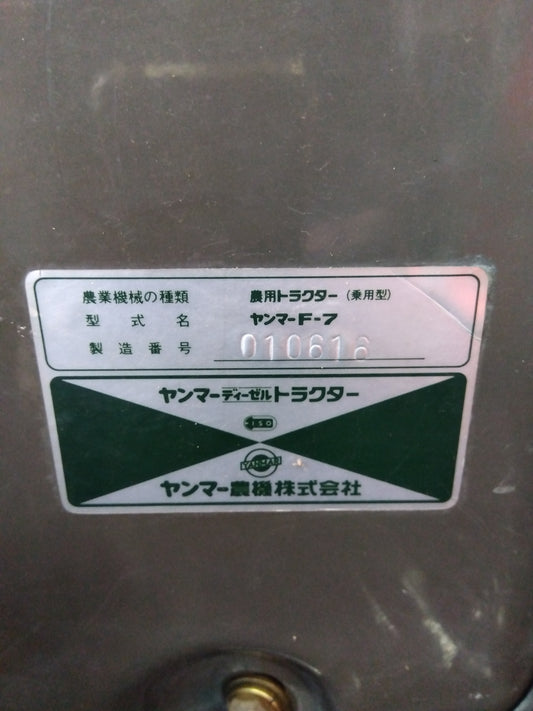 農業機械の種類 農用トラクター (乗用型)
型式名 ヤンマーF-7
製造番号 010616
ヤンマーディーゼルトラクター
ISO
YANMAR
ヤンマー農機株式会社